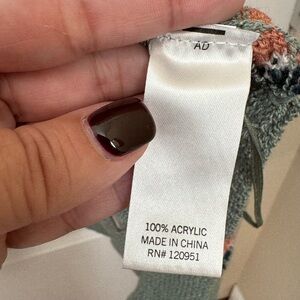 AD
100% ACRYLIC
MADE IN CHINA
RN# 120951